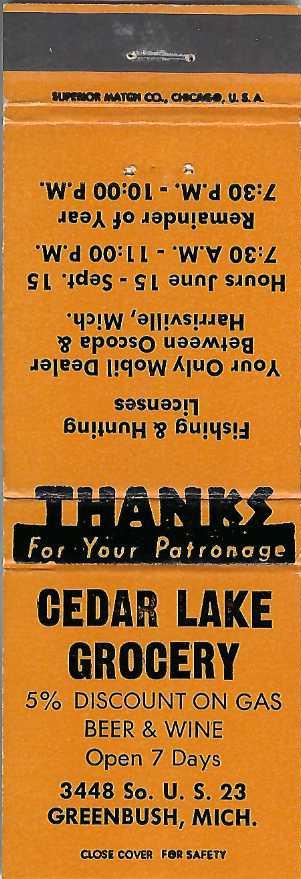 SUPERIOR MATCH CO., CHICAGO, U. S. A.
Fishing & Hunting
Licenses
Your Only Mobil Dealer
Between Oscoda &
Harrisville, Mich.
Hours June 15 - Sept. 15
7:30 A.M. - 11:00 P.M.
Remainder of Year
7:30 P.M. - 10:00 P.M.
THANKS
For Your Patronage
CEDAR LAKE
GROCERY
5% DISCOUNT ON GAS
BEER & WINE
Open 7 Days
3448 So. U. S. 23
GREENBUSH, MICH.
CLOSE COVER FOR SAFETY